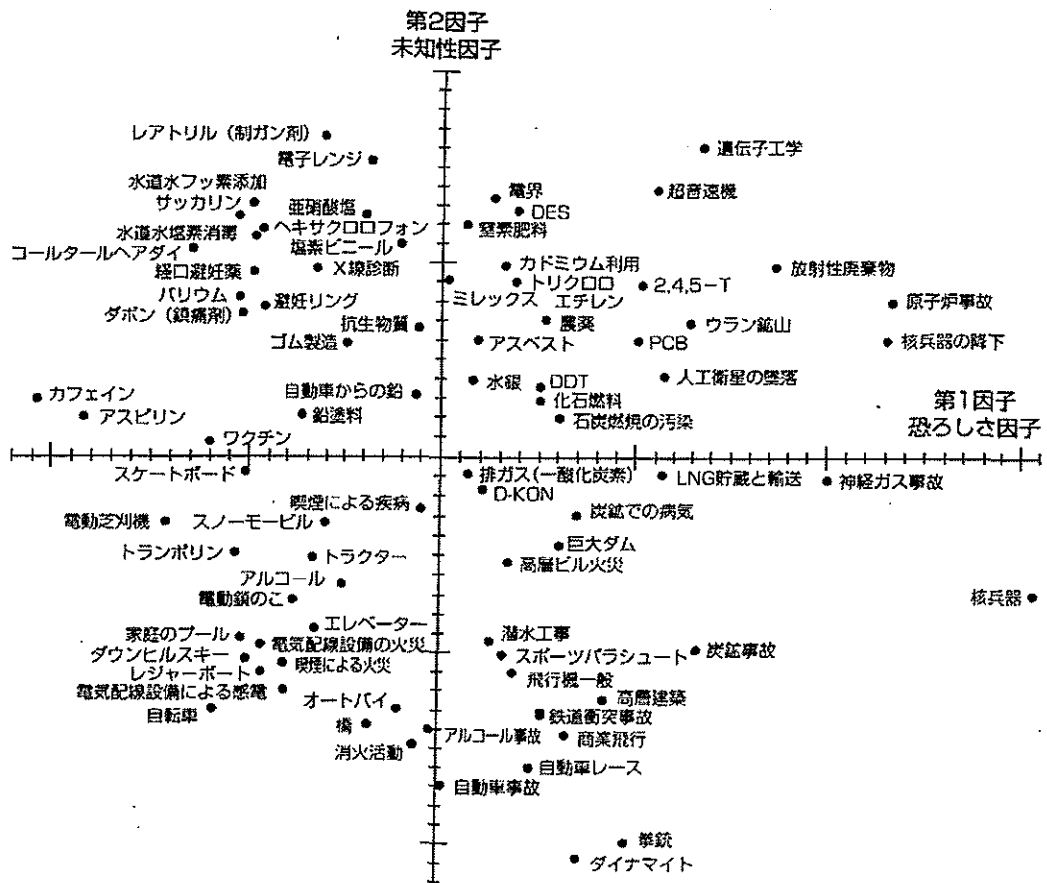 第2因子
未知性因子
レアトリル（制ガン剤）
遺伝子工学
電子レンジ
水道水フッ素添加
電界
超音速機
サッカリン
亜硝酸塩
DES
水道水塩素消毒
ヘキサクロロフォン
窒素肥料
コールタールヘアダイ
塩素ビニール
経口避妊薬
X線診断
カドミウム利用
放射性廃棄物
トリクロロ
エチレン
2,4,5-T
バリウム
避妊リング
ミレックス
原子炉事故
ダボン（鎮痛剤）
抗生物質
農薬
ウラン鉱山
ゴム製造
アスベスト
PCB
核兵器の降下
カフェイン
自動車からの鉛
水銀
DDT
人工衛星の墜落
アスピリン
鉛塗料
化石燃料
第1因子
恐ろしさ因子
ワクチン
石炭燃焼の汚染
スケートボード
排ガス(一酸化炭素)
LNG貯蔵と輸送
神経ガス事故
喫煙による疾病
D-KON
電動芝刈機
スノーモービル
炭鉱での病気
トランポリン
トラクター
巨大ダム
アルコール
高層ビル火災
電動鎖のこ
核兵器
エレベーター
家庭のプール
電気配線設備の火災
潜水工事
ダウンヒルスキー
喫煙による火災
スポーツパラシュート
炭鉱事故
レジャーボート
飛行機一般
電気配線設備による感電
オートバイ
高層建築
自転車
橋
アルコール事故
鉄道衝突事故
消火活動
商業飛行
自動車レース
自動車事故
拳銃
ダイナマイト